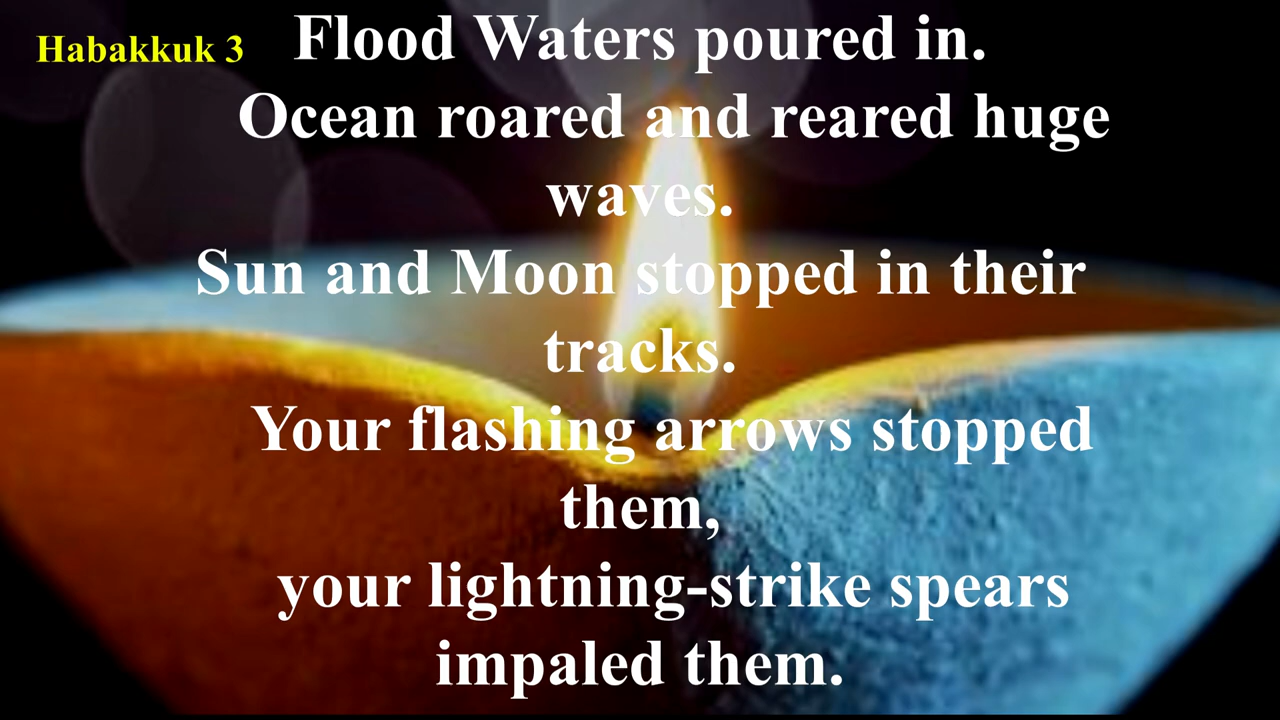 Habakkuk 3
Flood Waters poured in.
Ocean roared and reared huge
waves.
Sun and Moon stopped in their
tracks.
Your flashing arrows stopped
them,
your lightning-strike spears
impaled them.